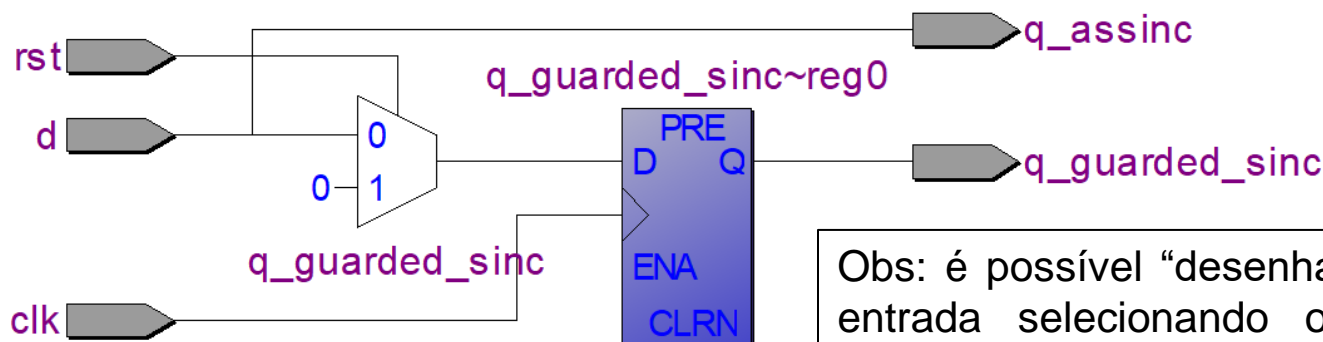 rst
d
clk
0
1
0
q_guarded_sinc
q_guarded_sinc~reg0
PRE
D Q
ENA
CLRN
q_assinc
q_guarded_sinc
Obs: é possível “desenha
entrada selecionando o